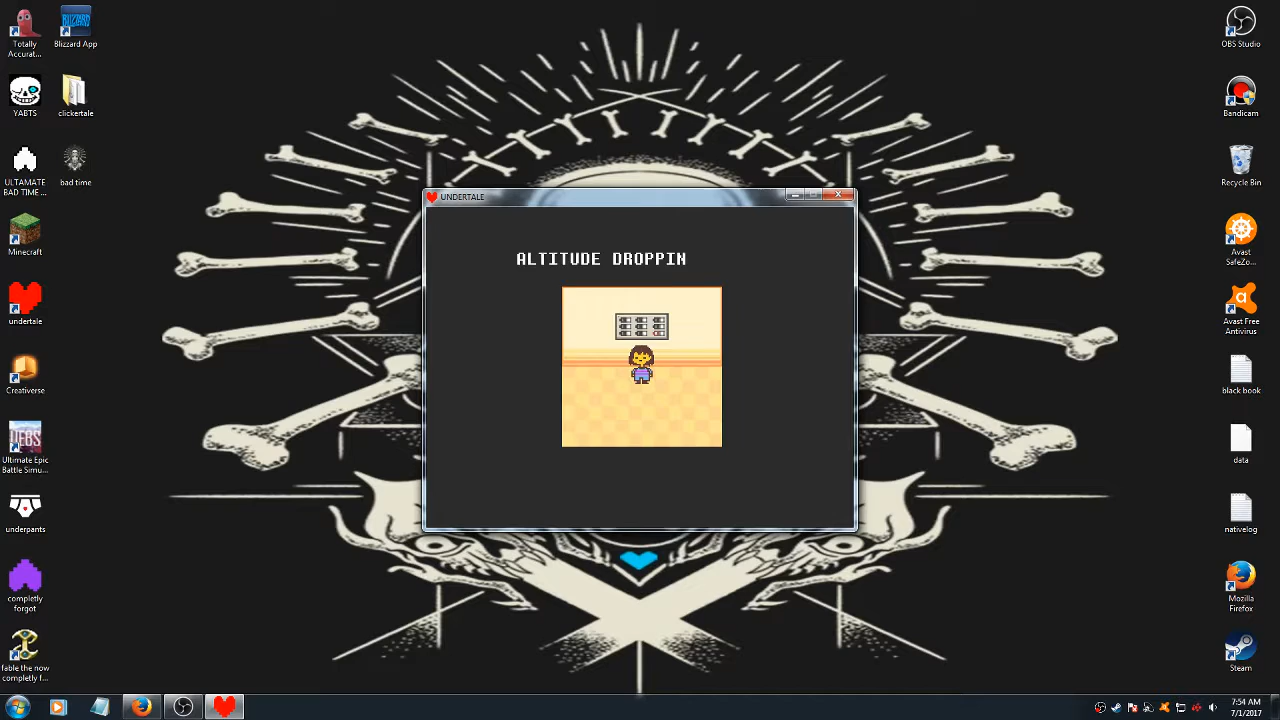 Totally
Accurat...
Blizzard App
YABTS
clickertale
ULTAMATE
BAD TIME...
bad time
Minecraft
undertale
Creativerse
Ultimate Epic
Battle Simu...
underpants
completly
forgot
fable the now
completly f...
UNDERTALE
ALTITUDE DROPPIN
OBS Studio
Bandicam
Recycle Bin
Avast
SafeZo...
Avast Free
Antivirus
black book
data
nativelog
Mozilla
Firefox
Steam
7:54 AM
7/1/2017